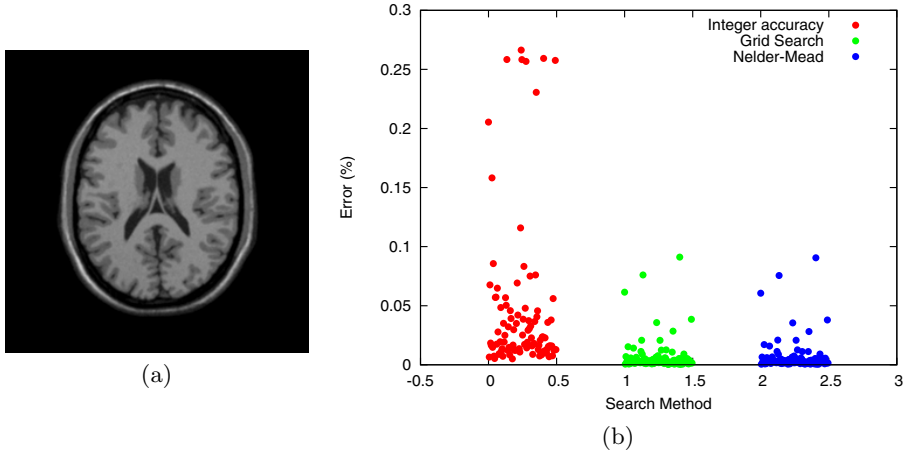 (a)
0.3
0.25
0.2
0.15
0.1
0.05
0
Error (%)
Integer accuracy
Grid Search
Nelder-Mead
-0.5 0 0.5 1 1.5 2 2.5 3
Search Method
(b)